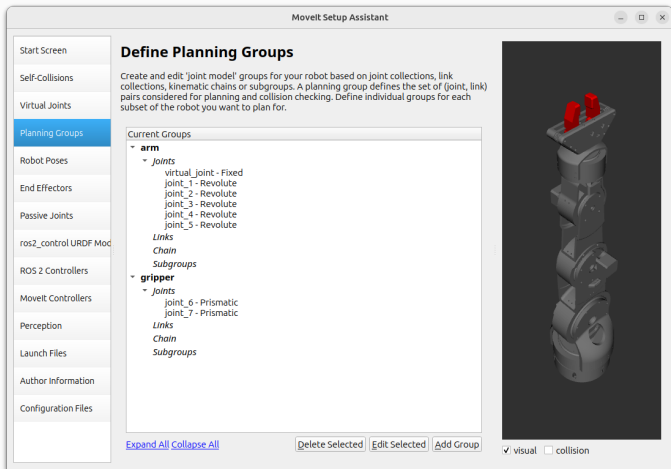 MoveIt Setup Assistant
Start Screen
Self-Collisions
Virtual Joints
Planning Groups
Robot Poses
End Effectors
Passive Joints
ros2_control URDF Mod
ROS 2 Controllers
MoveIt Controllers
Perception
Launch Files
Author Information
Configuration Files
Define Planning Groups
Create and edit 'joint model' groups for your robot based on joint collections, link
collections, kinematic chains or subgroups. A planning group defines the set of (joint, link)
pairs considered for planning and collision checking. Define individual groups for each
subset of the robot you want to plan for.
Current Groups
arm
Joints
virtual_joint - Fixed
joint_1 - Revolute
joint_2 - Revolute
joint_3 - Revolute
joint_4 - Revolute
joint_5 - Revolute
Links
Chain
Subgroups
gripper
Joints
joint_6 - Prismatic
joint_7 - Prismatic
Links
Chain
Subgroups
Expand All Collapse All
Delete Selected
Edit Selected
Add Group
visual
collision